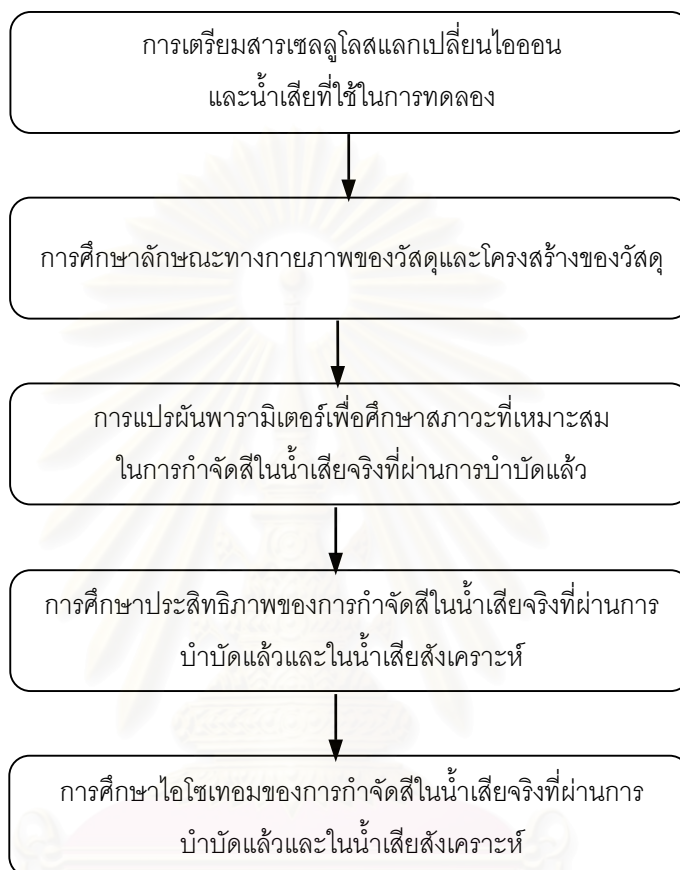 การเตรียมสารเซลลูโลสแลกเปลี่ยนไอออน
และน้ำเสียที่ใช้ในการทดลอง
การศึกษาลักษณะทางกายภาพของวัสดุและโครงสร้างของวัสดุ
การแปรผันพารามิเตอร์เพื่อศึกษาสภาวะที่เหมาะสม
ในการกำจัดสีในน้ำเสียจริงที่ผ่านการบำบัดแล้ว
การศึกษาประสิทธิภาพของการกำจัดสีในน้ำเสียจริงที่ผ่านการ
บำบัดแล้วและในน้ำเสียสังเคราะห์
การศึกษาไอโซเทอมของการกำจัดสีในน้ำเสียจริงที่ผ่านการ
บำบัดแล้วและในน้ำเสียสังเคราะห์